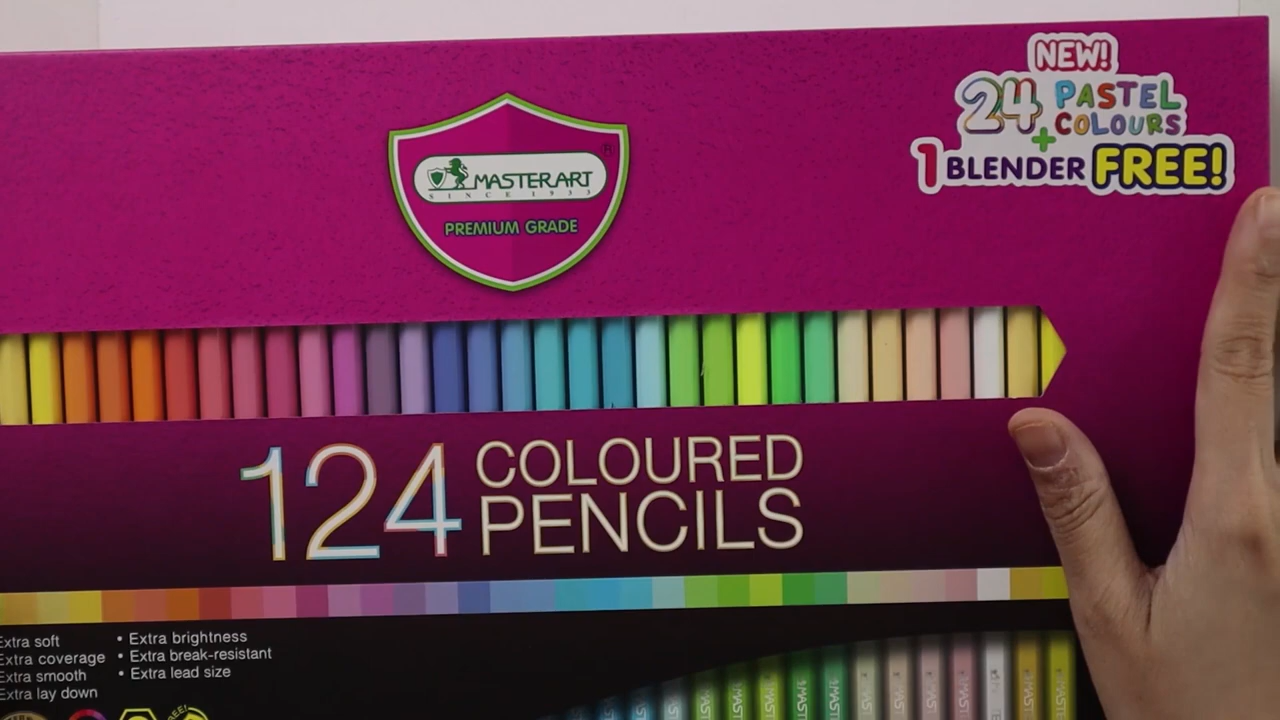 NEW!
24 PASTEL
COLOURS
+
1 BLENDER FREE!
MASTERART
SINCE 1933
PREMIUM GRADE
124 COLOURED
PENCILS
Extra soft
Extra coverage
Extra smooth
Extra lay down
• Extra brightness
• Extra break-resistant
• Extra lead size
FREE!